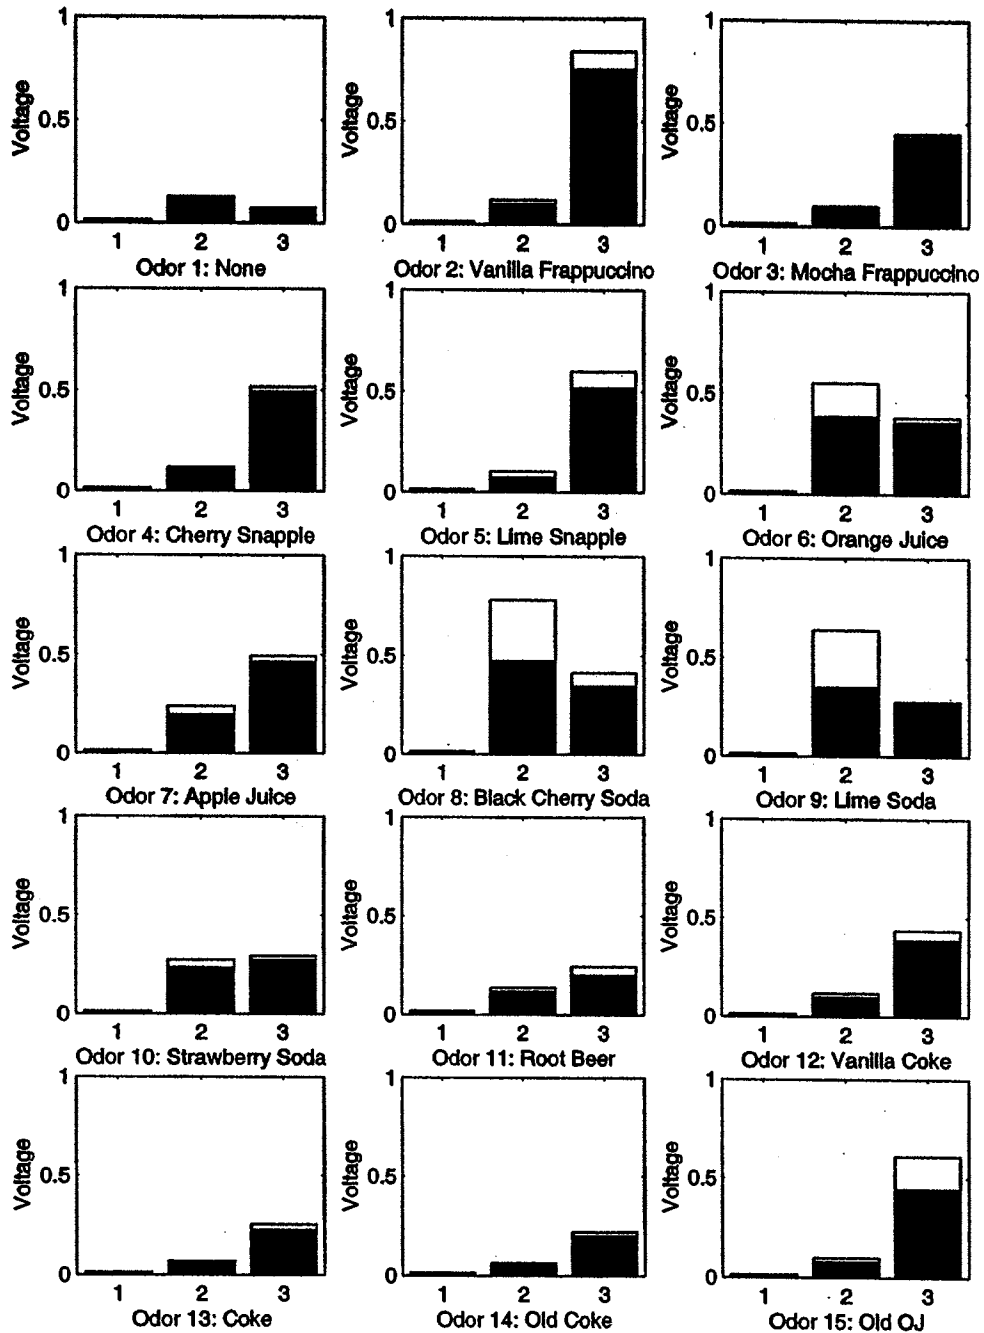 1
1
1
Voltage
Voltage
Voltage
0.5
0.5
0.5
0
0
0
1 2 3
1 2 3
1 2 3
Odor 1: None
Odor 2: Vanilla Frappuccino
Odor 3: Mocha Frappuccino
1
1
1
Voltage
Voltage
Voltage
0.5
0.5
0.5
0
0
0
1 2 3
1 2 3
1 2 3
Odor 4: Cherry Snapple
Odor 5: Lime Snapple
Odor 6: Orange Juice
1
1
1
Voltage
Voltage
Voltage
0.5
0.5
0.5
0
0
0
1 2 3
1 2 3
1 2 3
Odor 7: Apple Juice
Odor 8: Black Cherry Soda
Odor 9: Lime Soda
1
1
1
Voltage
Voltage
Voltage
0.5
0.5
0.5
0
0
0
1 2 3
1 2 3
1 2 3
Odor 10: Strawberry Soda
Odor 11: Root Beer
Odor 12: Vanilla Coke
1
1
1
Voltage
Voltage
Voltage
0.5
0.5
0.5
0
0
0
1 2 3
1 2 3
1 2 3
Odor 13: Coke
Odor 14: Old Coke
Odor 15: Old OJ